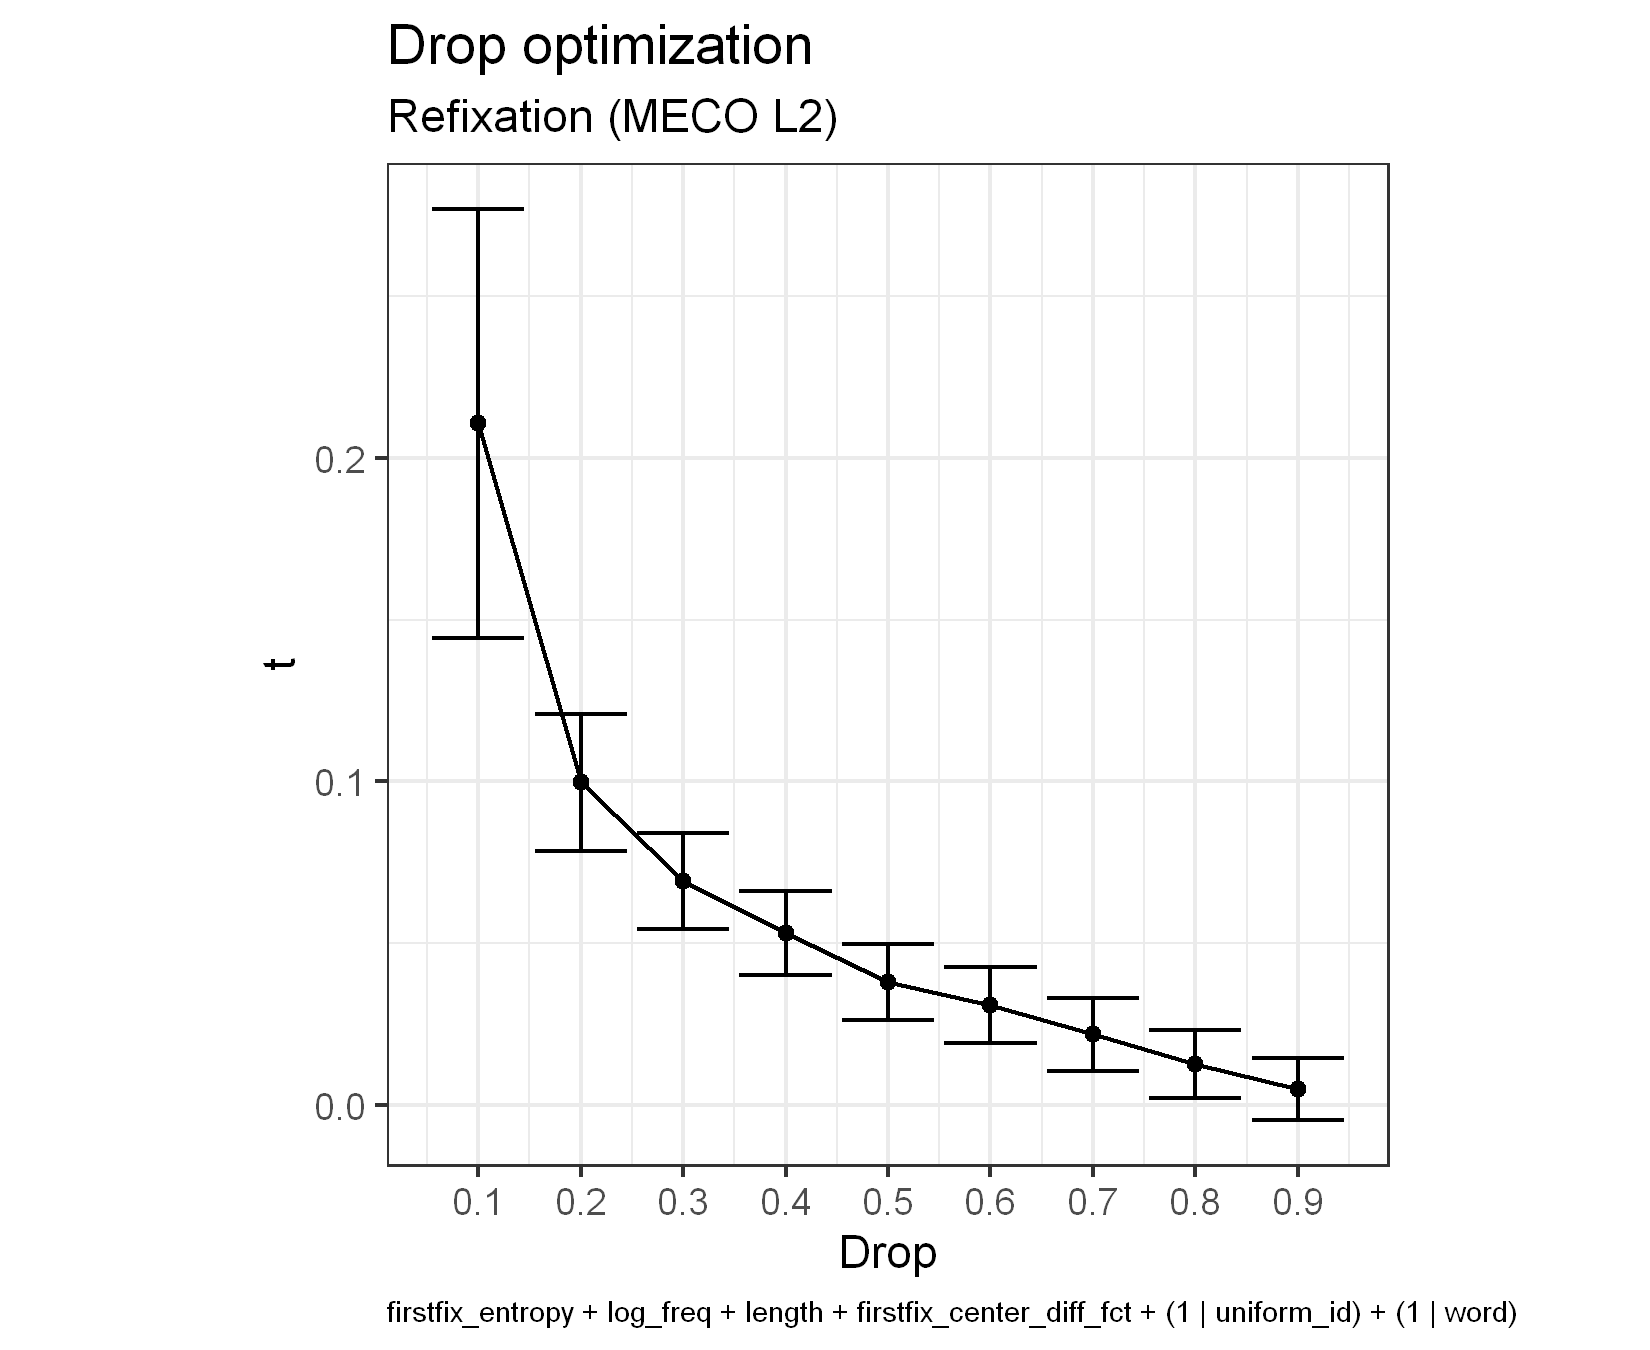 Drop optimization
Refixation (MECO L2)
t
0.2
0.1
0.0
0.1 0.2 0.3 0.4 0.5 0.6 0.7 0.8 0.9
Drop
firstfix_entropy + log_freq + length + firstfix_center_diff_fct + (1 | uniform_id) + (1 | word)